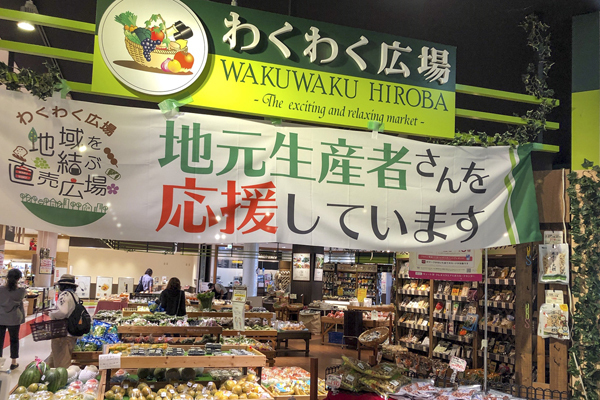 わくわく広場
WAKUWAKU HIROBA
- The exciting and relaxing market -
わくわく広場
地域を
結ぶ
直売広場
地元生産者さんを
応援しています